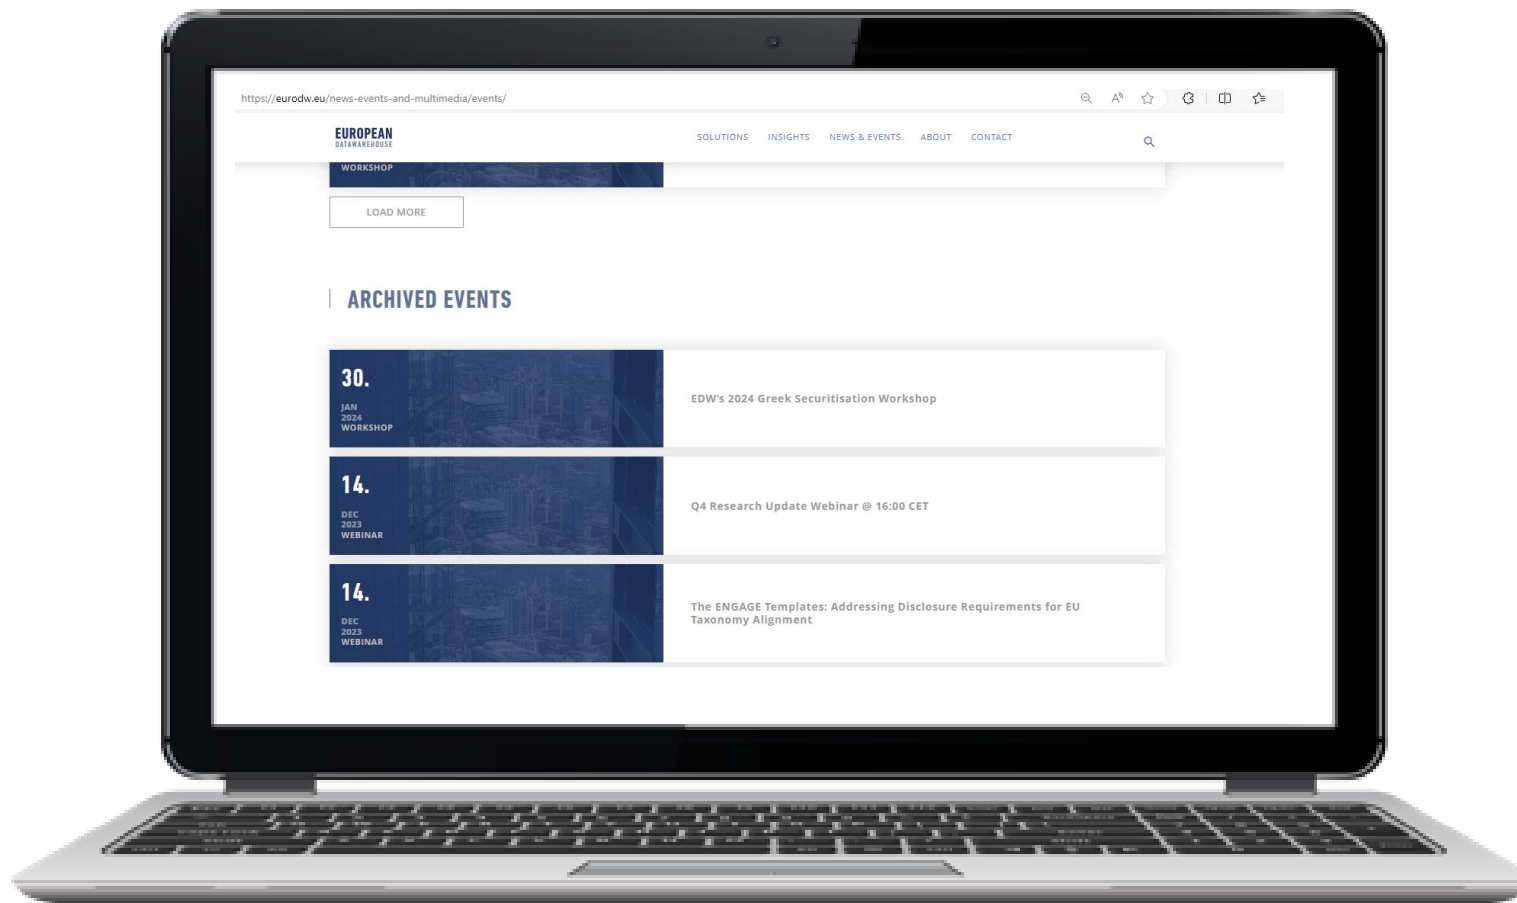 https://eurodw.eu/news-events-and-multimedia/events/
EUROPEAN
DATAWAREHOUSE
SOLUTIONS INSIGHTS NEWS & EVENTS ABOUT CONTACT
WORKSHOP
LOAD MORE
ARCHIVED EVENTS
30.
JAN
2024
WORKSHOP
EDW's 2024 Greek Securitisation Workshop
14.
DEC
2023
WEBINAR
Q4 Research Update Webinar @ 16:00 CET
14.
DEC
2023
WEBINAR
The ENGAGE Templates: Addressing Disclosure Requirements for EU
Taxonomy Alignment